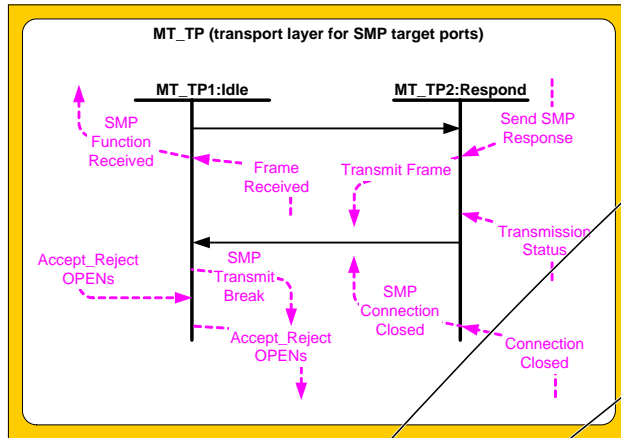 MT_TP (transport layer for SMP target ports)
MT_TP1:Idle
MT_TP2:Respond
SMP
Function
Received
Send SMP
Response
Frame
Received
Transmit Frame
Transmission
Status
Accept_Reject
OPENs
SMP
Transmit
Break
SMP
Connection
Closed
Accept_Reject
OPENs
Connection
Closed